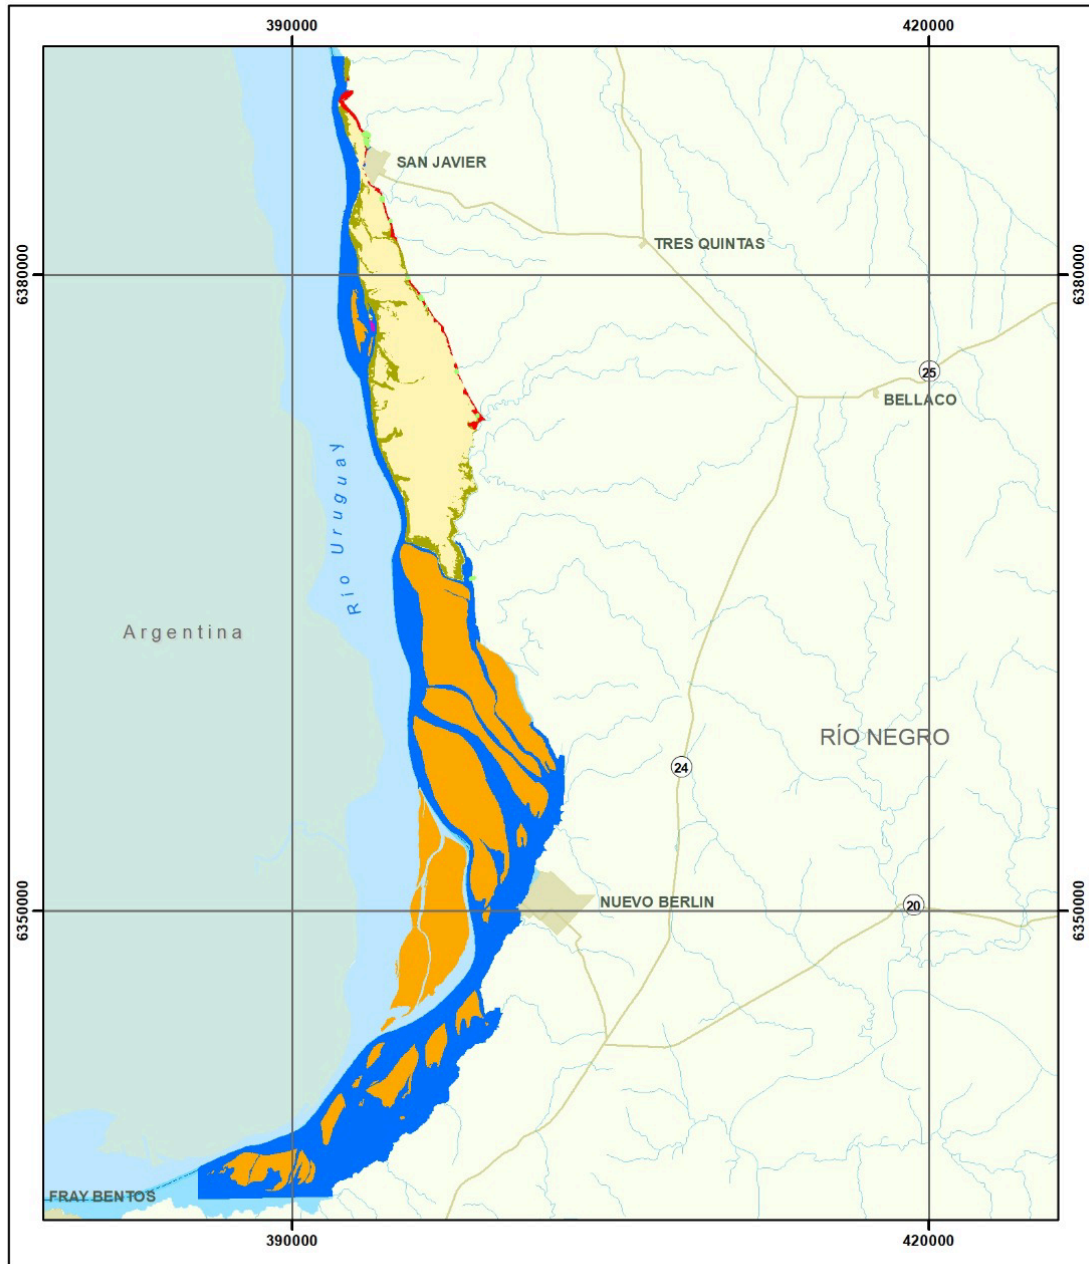 390000
420000
SAN JAVIER
TRES QUINTAS
6380000
6380000
25
BELLACO
Río Uruguay
Argentina
RÍO NEGRO
24
NUEVO BERLIN
20
6350000
6350000
FRAY BENTOS
390000
420000